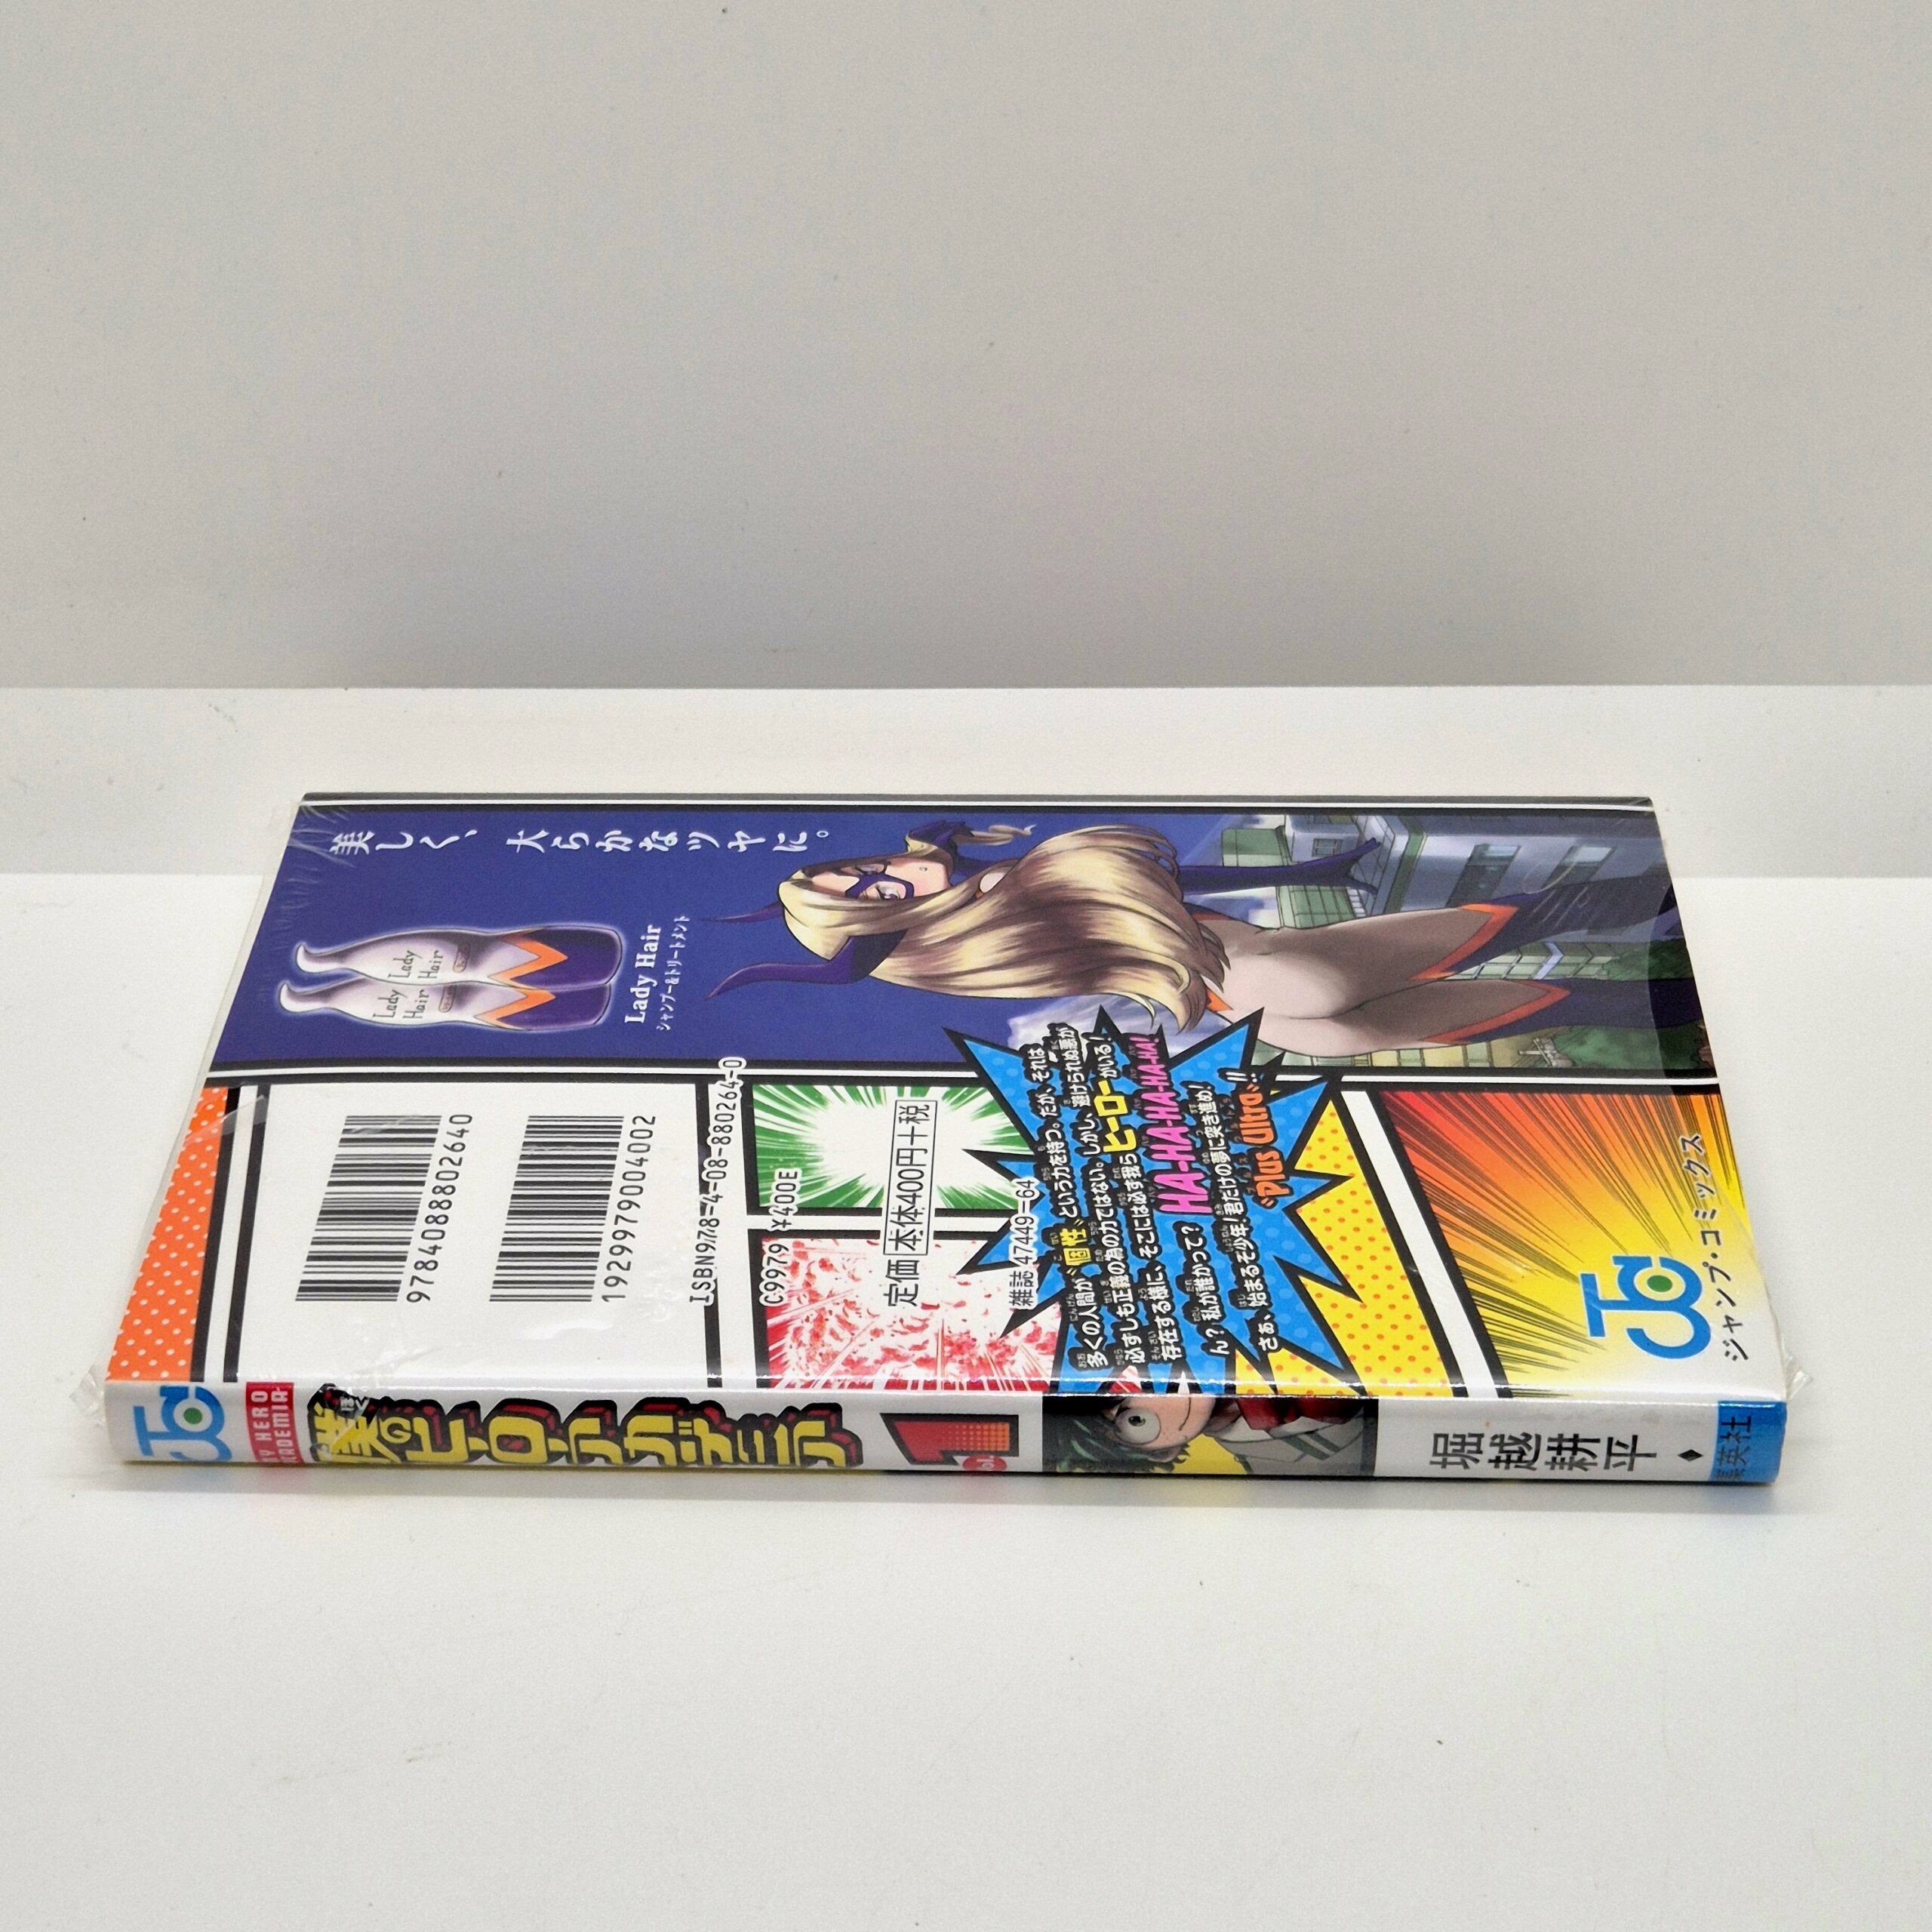 美しく、大らかなツヤに。
Lady Hair
Lady Hair
Lady Hair
シャンプー&トリートメント
9784088802640
1929979004002
ISBN978-4-08-880264-0
C9979 ¥400E
定価 本体400円+税
雑誌 47449-64
多くの人間が“個性”という力を持つ。だが、それは
必ずしも正義の為の力ではない。しかし、避けられぬ悪が
存在する様に、そこには必ず我らヒーローがいる!
ん? 私が誰かって? HA-HA-HA-HA-HA-HA!
さぁ、始まるぞ少年! 君だけの夢に突き進め!
“Plus Ultra”!!
ジャンプ・コミックス
MY HERO ACADEMIA
僕のヒーローアカデミア
Vol. 1
堀越耕平
集英社